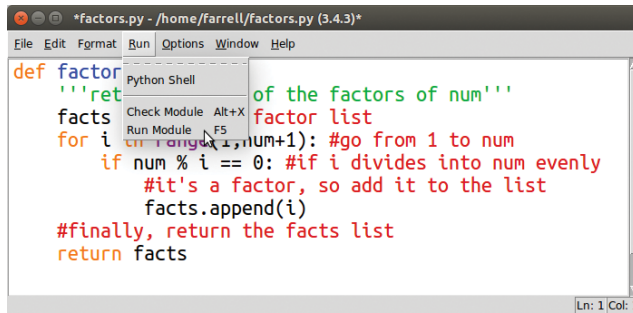 *factors.py - /home/farrell/factors.py (3.4.3)*
File Edit Format Run Options Window Help
def factor
Python Shell
'''ret of the factors of num'''
Check Module Alt+X
facts factor list
Run Module F5
for i in range(1,num+1): #go from 1 to num
if num % i == 0: #if i divides into num evenly
#it's a factor, so add it to the list
facts.append(i)
#finally, return the facts list
return facts
Ln: 1 Col: